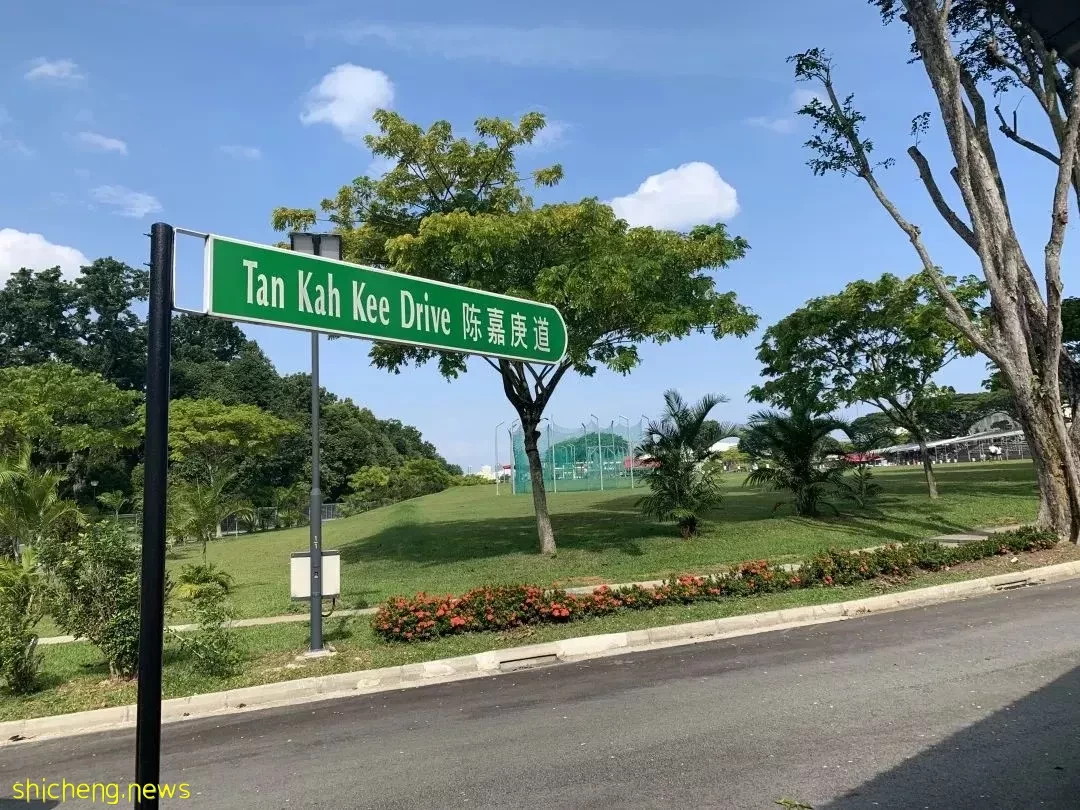 Tan Kah Kee Drive 陈嘉庚道
shicheng.news